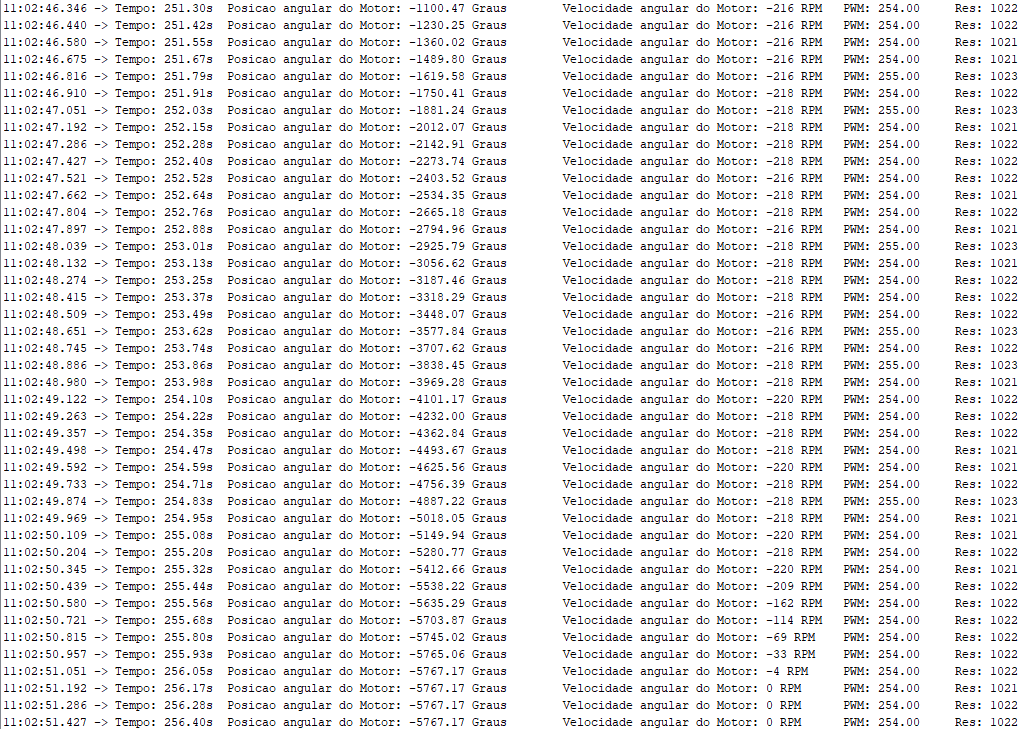 11:02:46.346 -> Tempo: 251.30s  Posicao angular do Motor: -1100.47 Graus        Velocidade angular do Motor: -216 RPM   PWM: 254.00     Res: 1022
11:02:46.440 -> Tempo: 251.42s  Posicao angular do Motor: -1230.25 Graus        Velocidade angular do Motor: -216 RPM   PWM: 254.00     Res: 1022
11:02:46.580 -> Tempo: 251.55s  Posicao angular do Motor: -1360.02 Graus        Velocidade angular do Motor: -216 RPM   PWM: 254.00     Res: 1021
11:02:46.675 -> Tempo: 251.67s  Posicao angular do Motor: -1489.80 Graus        Velocidade angular do Motor: -216 RPM   PWM: 254.00     Res: 1021
11:02:46.816 -> Tempo: 251.79s  Posicao angular do Motor: -1619.58 Graus        Velocidade angular do Motor: -216 RPM   PWM: 255.00     Res: 1023
11:02:46.910 -> Tempo: 251.91s  Posicao angular do Motor: -1750.41 Graus        Velocidade angular do Motor: -218 RPM   PWM: 254.00     Res: 1022
11:02:47.051 -> Tempo: 252.03s  Posicao angular do Motor: -1881.24 Graus        Velocidade angular do Motor: -218 RPM   PWM: 255.00     Res: 1023
11:02:47.192 -> Tempo: 252.15s  Posicao angular do Motor: -2012.07 Graus        Velocidade angular do Motor: -218 RPM   PWM: 254.00     Res: 1021
11:02:47.286 -> Tempo: 252.28s  Posicao angular do Motor: -2142.91 Graus        Velocidade angular do Motor: -218 RPM   PWM: 254.00     Res: 1022
11:02:47.427 -> Tempo: 252.40s  Posicao angular do Motor: -2273.74 Graus        Velocidade angular do Motor: -218 RPM   PWM: 254.00     Res: 1022
11:02:47.521 -> Tempo: 252.52s  Posicao angular do Motor: -2403.52 Graus        Velocidade angular do Motor: -216 RPM   PWM: 254.00     Res: 1022
11:02:47.662 -> Tempo: 252.64s  Posicao angular do Motor: -2534.35 Graus        Velocidade angular do Motor: -218 RPM   PWM: 254.00     Res: 1021
11:02:47.804 -> Tempo: 252.76s  Posicao angular do Motor: -2665.18 Graus        Velocidade angular do Motor: -218 RPM   PWM: 254.00     Res: 1022
11:02:47.897 -> Tempo: 252.88s  Posicao angular do Motor: -2794.96 Graus        Velocidade angular do Motor: -216 RPM   PWM: 254.00     Res: 1021
11:02:48.039 -> Tempo: 253.01s  Posicao angular do Motor: -2925.79 Graus        Velocidade angular do Motor: -218 RPM   PWM: 255.00     Res: 1023
11:02:48.132 -> Tempo: 253.13s  Posicao angular do Motor: -3056.62 Graus        Velocidade angular do Motor: -218 RPM   PWM: 254.00     Res: 1021
11:02:48.274 -> Tempo: 253.25s  Posicao angular do Motor: -3187.46 Graus        Velocidade angular do Motor: -218 RPM   PWM: 254.00     Res: 1022
11:02:48.415 -> Tempo: 253.37s  Posicao angular do Motor: -3318.29 Graus        Velocidade angular do Motor: -218 RPM   PWM: 254.00     Res: 1022
11:02:48.509 -> Tempo: 253.49s  Posicao angular do Motor: -3448.07 Graus        Velocidade angular do Motor: -216 RPM   PWM: 254.00     Res: 1022
11:02:48.651 -> Tempo: 253.62s  Posicao angular do Motor: -3577.84 Graus        Velocidade angular do Motor: -216 RPM   PWM: 255.00     Res: 1023
11:02:48.745 -> Tempo: 253.74s  Posicao angular do Motor: -3707.62 Graus        Velocidade angular do Motor: -216 RPM   PWM: 254.00     Res: 1022
11:02:48.886 -> Tempo: 253.86s  Posicao angular do Motor: -3838.45 Graus        Velocidade angular do Motor: -218 RPM   PWM: 255.00     Res: 1023
11:02:48.980 -> Tempo: 253.98s  Posicao angular do Motor: -3969.28 Graus        Velocidade angular do Motor: -218 RPM   PWM: 254.00     Res: 1021
11:02:49.122 -> Tempo: 254.10s  Posicao angular do Motor: -4101.17 Graus        Velocidade angular do Motor: -220 RPM   PWM: 254.00     Res: 1022
11:02:49.263 -> Tempo: 254.22s  Posicao angular do Motor: -4232.00 Graus        Velocidade angular do Motor: -218 RPM   PWM: 254.00     Res: 1022
11:02:49.357 -> Tempo: 254.35s  Posicao angular do Motor: -4362.84 Graus        Velocidade angular do Motor: -218 RPM   PWM: 254.00     Res: 1022
11:02:49.498 -> Tempo: 254.47s  Posicao angular do Motor: -4493.67 Graus        Velocidade angular do Motor: -218 RPM   PWM: 254.00     Res: 1021
11:02:49.592 -> Tempo: 254.59s  Posicao angular do Motor: -4625.56 Graus        Velocidade angular do Motor: -220 RPM   PWM: 254.00     Res: 1021
11:02:49.733 -> Tempo: 254.71s  Posicao angular do Motor: -4756.39 Graus        Velocidade angular do Motor: -218 RPM   PWM: 254.00     Res: 1022
11:02:49.874 -> Tempo: 254.83s  Posicao angular do Motor: -4887.22 Graus        Velocidade angular do Motor: -218 RPM   PWM: 255.00     Res: 1023
11:02:49.969 -> Tempo: 254.95s  Posicao angular do Motor: -5018.05 Graus        Velocidade angular do Motor: -218 RPM   PWM: 254.00     Res: 1021
11:02:50.109 -> Tempo: 255.08s  Posicao angular do Motor: -5149.94 Graus        Velocidade angular do Motor: -220 RPM   PWM: 254.00     Res: 1021
11:02:50.204 -> Tempo: 255.20s  Posicao angular do Motor: -5280.77 Graus        Velocidade angular do Motor: -218 RPM   PWM: 254.00     Res: 1022
11:02:50.345 -> Tempo: 255.32s  Posicao angular do Motor: -5412.66 Graus        Velocidade angular do Motor: -220 RPM   PWM: 254.00     Res: 1021
11:02:50.439 -> Tempo: 255.44s  Posicao angular do Motor: -5538.22 Graus        Velocidade angular do Motor: -209 RPM   PWM: 254.00     Res: 1022
11:02:50.580 -> Tempo: 255.56s  Posicao angular do Motor: -5635.29 Graus        Velocidade angular do Motor: -162 RPM   PWM: 254.00     Res: 1022
11:02:50.721 -> Tempo: 255.68s  Posicao angular do Motor: -5703.87 Graus        Velocidade angular do Motor: -114 RPM   PWM: 254.00     Res: 1022
11:02:50.815 -> Tempo: 255.80s  Posicao angular do Motor: -5745.02 Graus        Velocidade angular do Motor: -69 RPM    PWM: 254.00     Res: 1022
11:02:50.957 -> Tempo: 255.93s  Posicao angular do Motor: -5765.06 Graus        Velocidade angular do Motor: -33 RPM    PWM: 254.00     Res: 1022
11:02:51.051 -> Tempo: 256.05s  Posicao angular do Motor: -5767.17 Graus        Velocidade angular do Motor: -4 RPM     PWM: 254.00     Res: 1022
11:02:51.192 -> Tempo: 256.17s  Posicao angular do Motor: -5767.17 Graus        Velocidade angular do Motor: 0 RPM      PWM: 254.00     Res: 1021
11:02:51.286 -> Tempo: 256.28s  Posicao angular do Motor: -5767.17 Graus        Velocidade angular do Motor: 0 RPM      PWM: 254.00     Res: 1022
11:02:51.427 -> Tempo: 256.40s  Posicao angular do Motor: -5767.17 Graus        Velocidade angular do Motor: 0 RPM      PWM: 254.00     Res: 1022